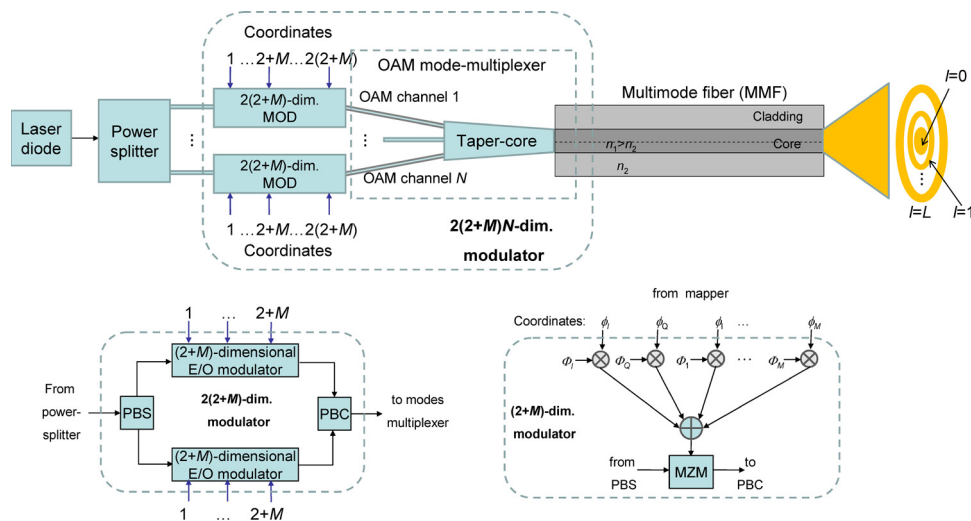 Coordinates
1 …2+M…2(2+M)
OAM mode-multiplexer
Laser
diode
Power
splitter
2(2+M)-dim.
MOD
OAM channel 1
⋮
⋮
Taper-core
2(2+M)-dim.
MOD
OAM channel N
1 …2+M…2(2+M)
Coordinates
2(2+M)N-dim.
modulator
Multimode fiber (MMF)
Cladding
n1>n2
Core
n2
l=0
⋮
l=L
l=1
1 … 2+M
(2+M)-dimensional
E/O modulator
From
power-
splitter
PBS
2(2+M)-dim.
modulator
PBC
to modes
multiplexer
(2+M)-dimensional
E/O modulator
1 … 2+M
from mapper
Coordinates: ϕI ϕQ ϕ1 … ϕM
ΦI ΦQ Φ1 … ΦM
(2+M)-dim.
modulator
from
PBS
MZM
to
PBC